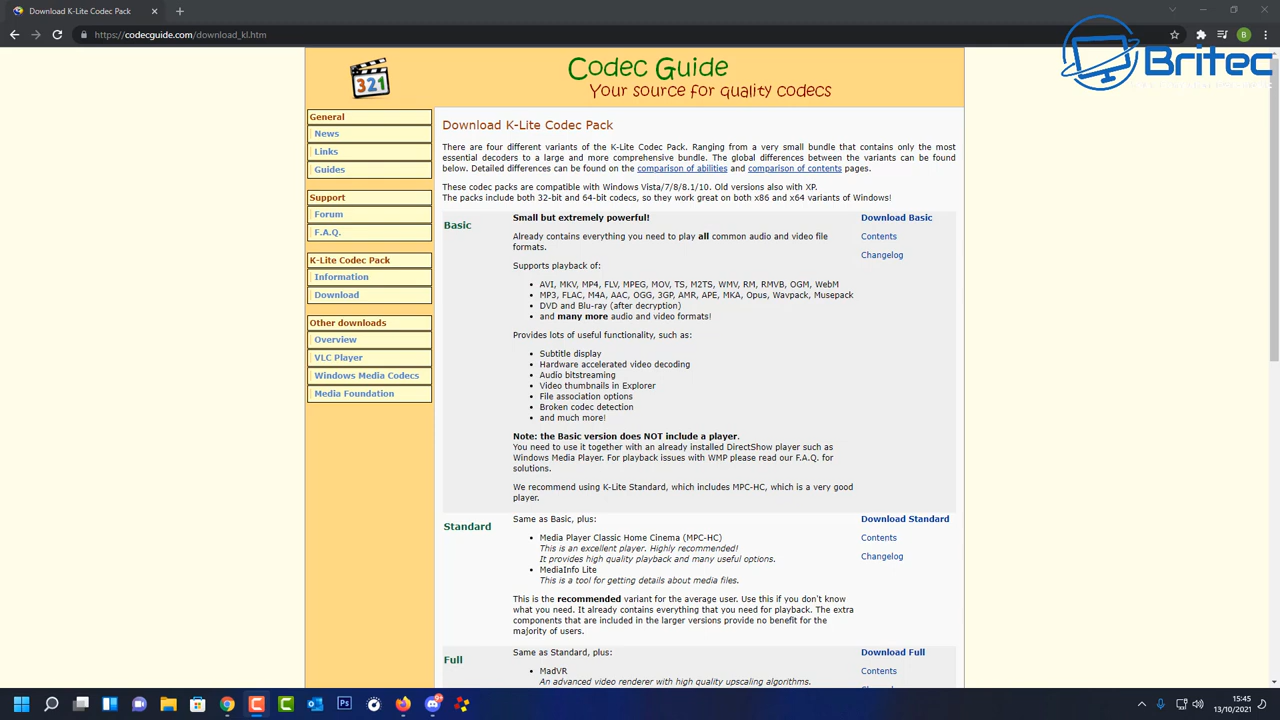 Download K-Lite Codec Pack
https://codecguide.com/download_kl.htm
B
Britec
321
Codec Guide
Your source for quality codecs
General
News
Links
Guides
Support
Forum
F.A.Q.
K-Lite Codec Pack
Information
Download
Other downloads
Overview
VLC Player
Windows Media Codecs
Media Foundation
Download K-Lite Codec Pack
There are four different variants of the K-Lite Codec Pack. Ranging from a very small bundle that contains only the most
essential decoders to a large and more comprehensive bundle. The global differences between the variants can be found
below. Detailed differences can be found on the comparison of abilities and comparison of contents pages.
These codec packs are compatible with Windows Vista/7/8/8.1/10. Old versions also with XP.
The packs include both 32-bit and 64-bit codecs, so they work great on both x86 and x64 variants of Windows!
Basic
Small but extremely powerful!
Already contains everything you need to play all common audio and video file
formats.
Supports playback of:
• AVI, MKV, MP4, FLV, MPEG, MOV, TS, M2TS, WMV, RM, RMVB, OGM, WebM
• MP3, FLAC, M4A, AAC, OGG, 3GP, AMR, APE, MKA, Opus, Wavpack, Musepack
• DVD and Blu-ray (after decryption)
• and many more audio and video formats!
Provides lots of useful functionality, such as:
• Subtitle display
• Hardware accelerated video decoding
• Audio bitstreaming
• Video thumbnails in Explorer
• File association options
• Broken codec detection
• and much more!
Note: the Basic version does NOT include a player.
You need to use it together with an already installed DirectShow player such as
Windows Media Player. For playback issues with WMP please read our F.A.Q. for
solutions.
We recommend using K-Lite Standard, which includes MPC-HC, which is a very good
player.
Download Basic
Contents
Changelog
Standard
Same as Basic, plus:
• Media Player Classic Home Cinema (MPC-HC)
This is an excellent player. Highly recommended!
It provides high quality playback and many useful options.
• MediaInfo Lite
This is a tool for getting details about media files.
This is the recommended variant for the average user. Use this if you don't know
what you need. It already contains everything that you need for playback. The extra
components that are included in the larger versions provide no benefit for the
majority of users.
Download Standard
Contents
Changelog
Full
Same as Standard, plus:
• MadVR
An advanced video renderer with high quality upscaling algorithms.
Download Full
Contents
15:45
13/10/2021